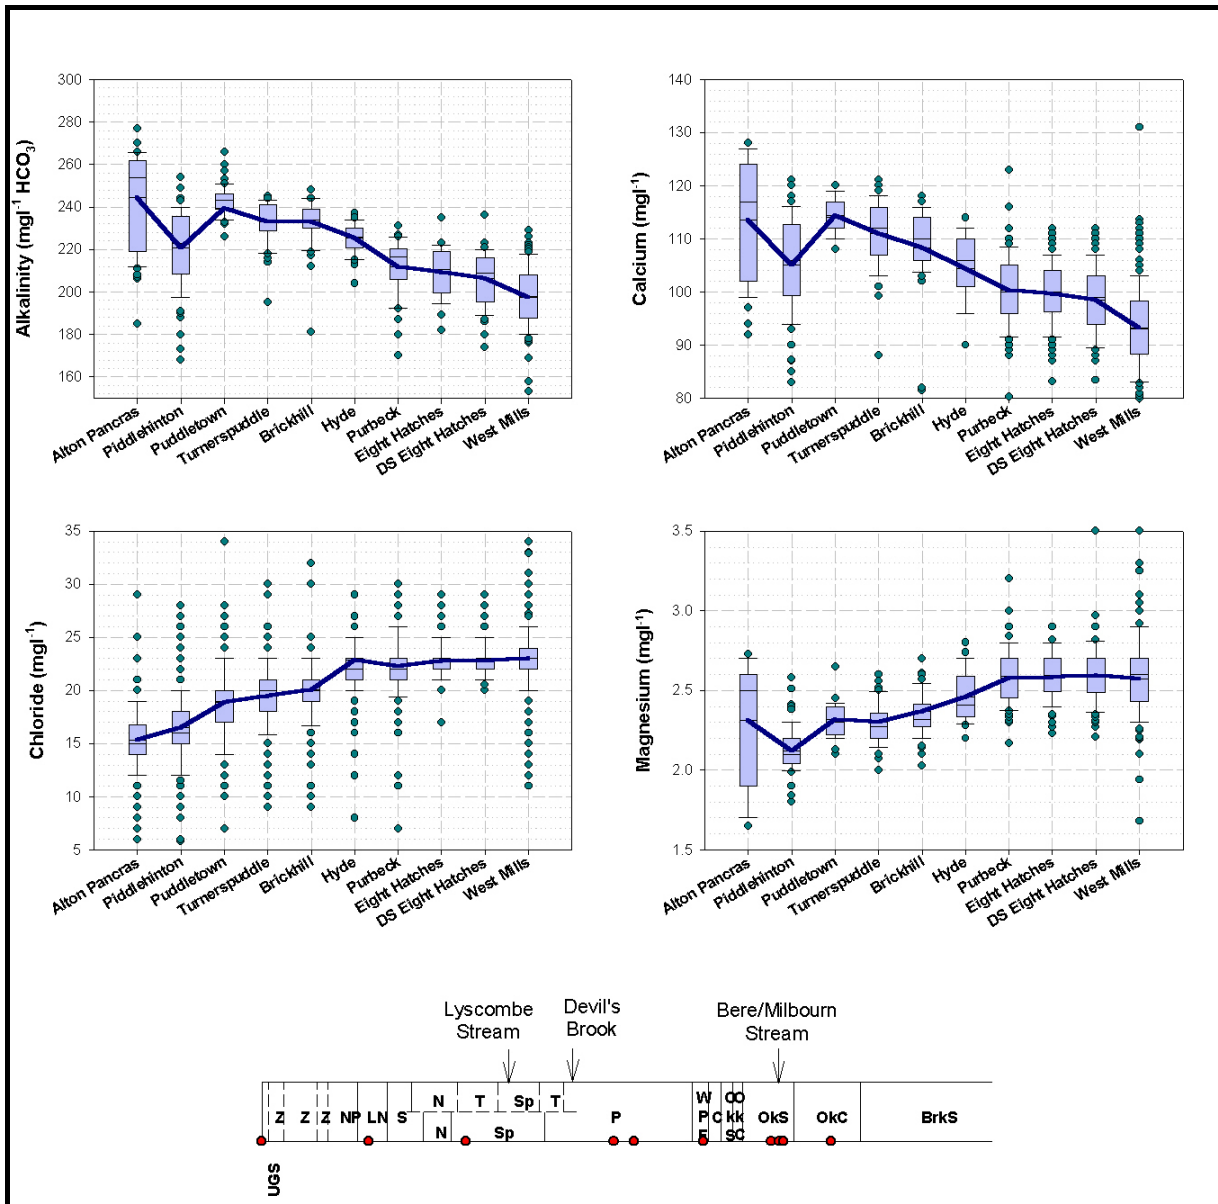 Alkalinity (mgl⁻¹ HCO₃)
300
280
260
240
220
200
180
160
Alton Pancras
Piddlehinton
Puddletown
Turnerspuddle
Brickhill
Hyde
Purbeck
Eight Hatches
DS Eight Hatches
West Mills
Calcium (mgl⁻¹)
140
130
120
110
100
90
80
Alton Pancras
Piddlehinton
Puddletown
Turnerspuddle
Brickhill
Hyde
Purbeck
Eight Hatches
DS Eight Hatches
West Mills
Chloride (mgl⁻¹)
35
30
25
20
15
10
5
Alton Pancras
Piddlehinton
Puddletown
Turnerspuddle
Brickhill
Hyde
Purbeck
Eight Hatches
DS Eight Hatches
West Mills
Magnesium (mgl⁻¹)
3.5
3.0
2.5
2.0
1.5
Alton Pancras
Piddlehinton
Puddletown
Turnerspuddle
Brickhill
Hyde
Purbeck
Eight Hatches
DS Eight Hatches
West Mills
Lyscombe
Stream
Devil's
Brook
Bere/Milbourn
Stream
Z Z Z NP LN S N T Sp T P C OkS OkC BrkS
N Sp
UGS